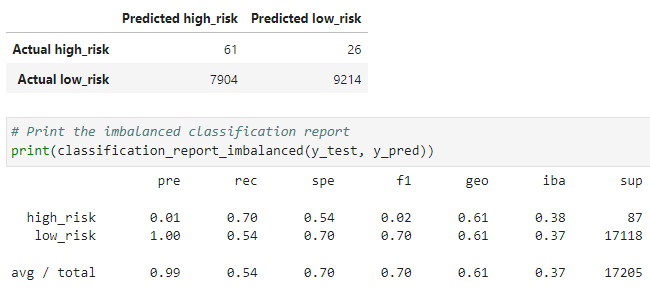 Predicted high_risk Predicted low_risk
Actual high_risk 61 26
Actual low_risk 7904 9214
# Print the imbalanced classification report
print(classification_report_imbalanced(y_test, y_pred))
pre rec spe f1 geo iba sup
high_risk 0.01 0.70 0.54 0.02 0.61 0.38 87
low_risk 1.00 0.54 0.70 0.70 0.61 0.37 17118
avg / total 0.99 0.54 0.70 0.70 0.61 0.37 17205